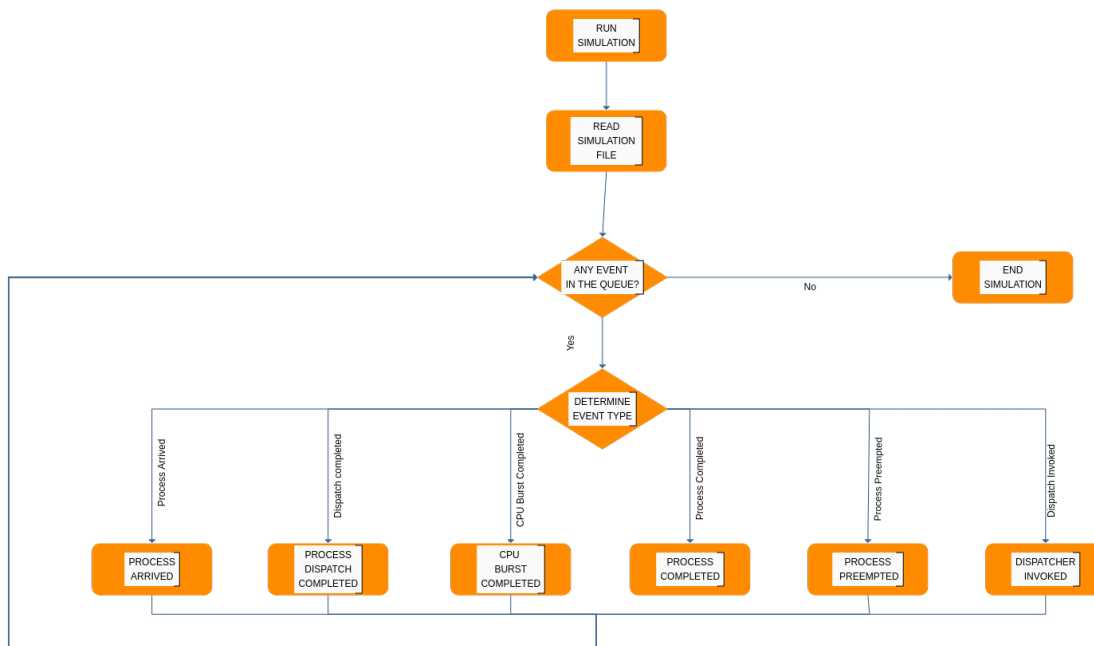 RUN
SIMULATION
READ
SIMULATION
FILE
ANY EVENT
IN THE QUEUE?
END
SIMULATION
No
Yes
DETERMINE
EVENT TYPE
Process Arrived
Dispatch completed
CPU Burst Completed
Process Completed
Process Preempted
Dispatch Invoked
PROCESS
ARRIVED
PROCESS
DISPATCH
COMPLETED
CPU
BURST
COMPLETED
PROCESS
COMPLETED
PROCESS
PREEMPTED
DISPATCHER
INVOKED